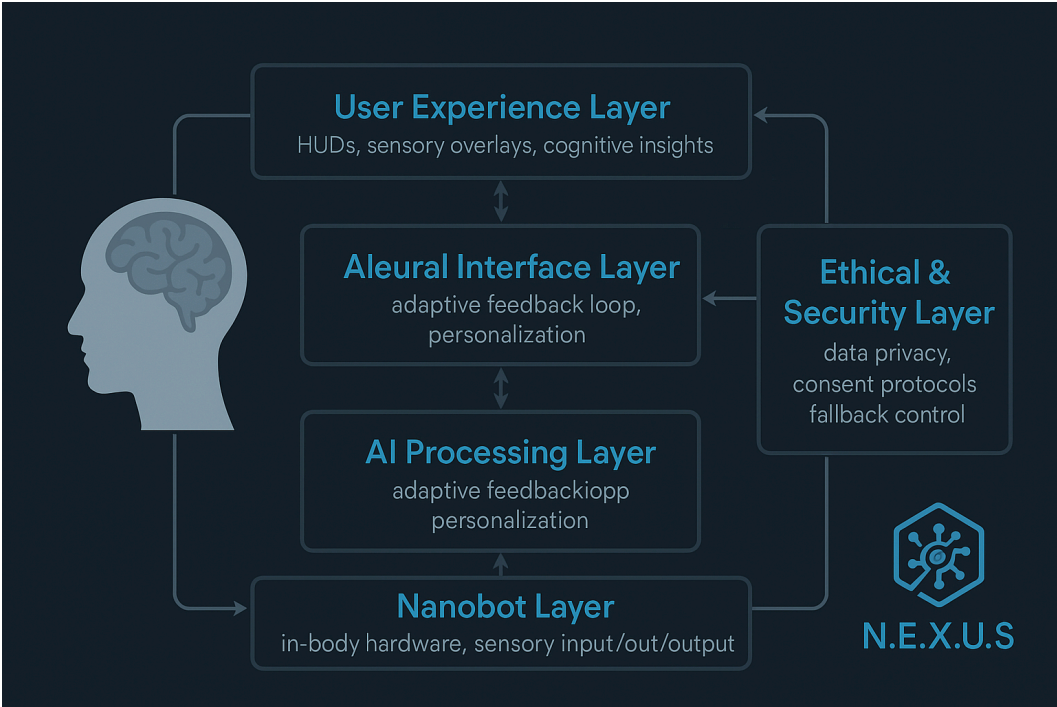 User Experience Layer
HUDs, sensory overlays, cognitive insights
Aleural Interface Layer
adaptive feedback loop,
personalization
Ethical &
Security Layer
data privacy,
consent protocols
fallback control
AI Processing Layer
adaptive feedbackiopp
personalization
Nanobot Layer
in-body hardware, sensory input/out/output
N.E.X.U.S